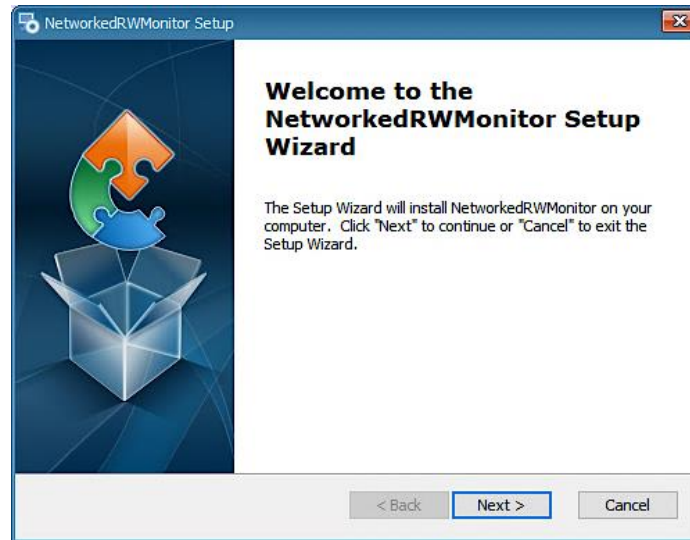 NetworkedRWMonitor Setup
Welcome to the
NetworkedRWMonitor Setup
Wizard
The Setup Wizard will install NetworkedRWMonitor on your
computer. Click "Next" to continue or "Cancel" to exit the
Setup Wizard.
< Back Next > Cancel